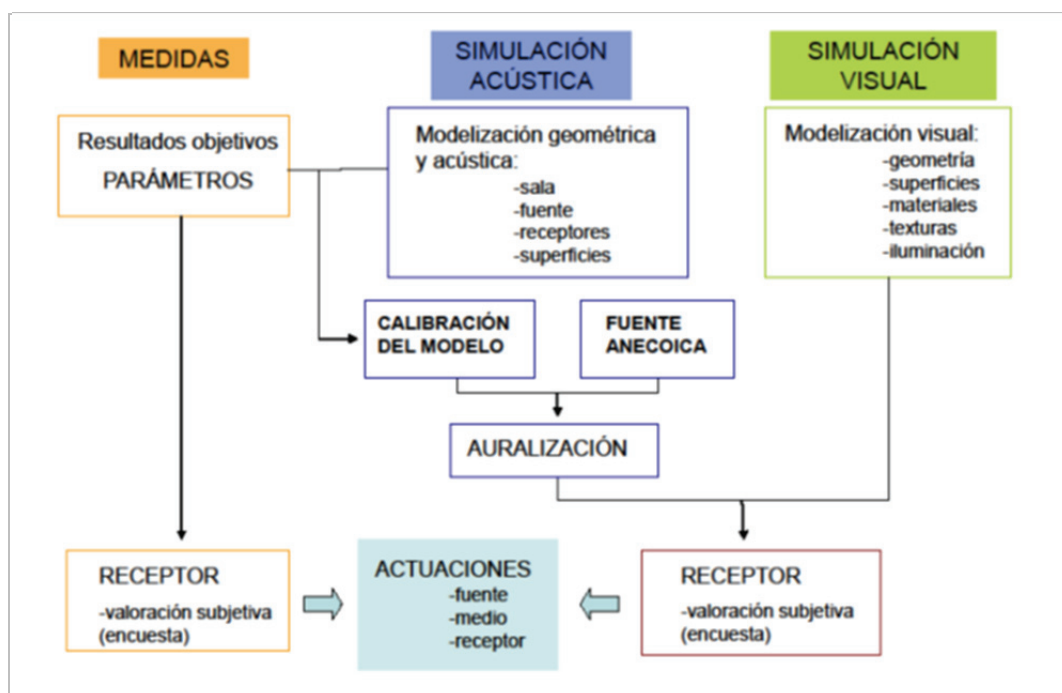 MEDIDAS
SIMULACIÓN
ACÚSTICA
SIMULACIÓN
VISUAL
Resultados objetivos
PARÁMETROS
Modelización geométrica
y acústica:
-sala
-fuente
-receptores
-superficies
Modelización visual:
-geometría
-superficies
-materiales
-texturas
-iluminación
CALIBRACIÓN
DEL MODELO
FUENTE
ANECOICA
AURALIZACIÓN
RECEPTOR
-valoración subjetiva
(encuesta)
ACTUACIONES
-fuente
-medio
-receptor
RECEPTOR
-valoración subjetiva
(encuesta)